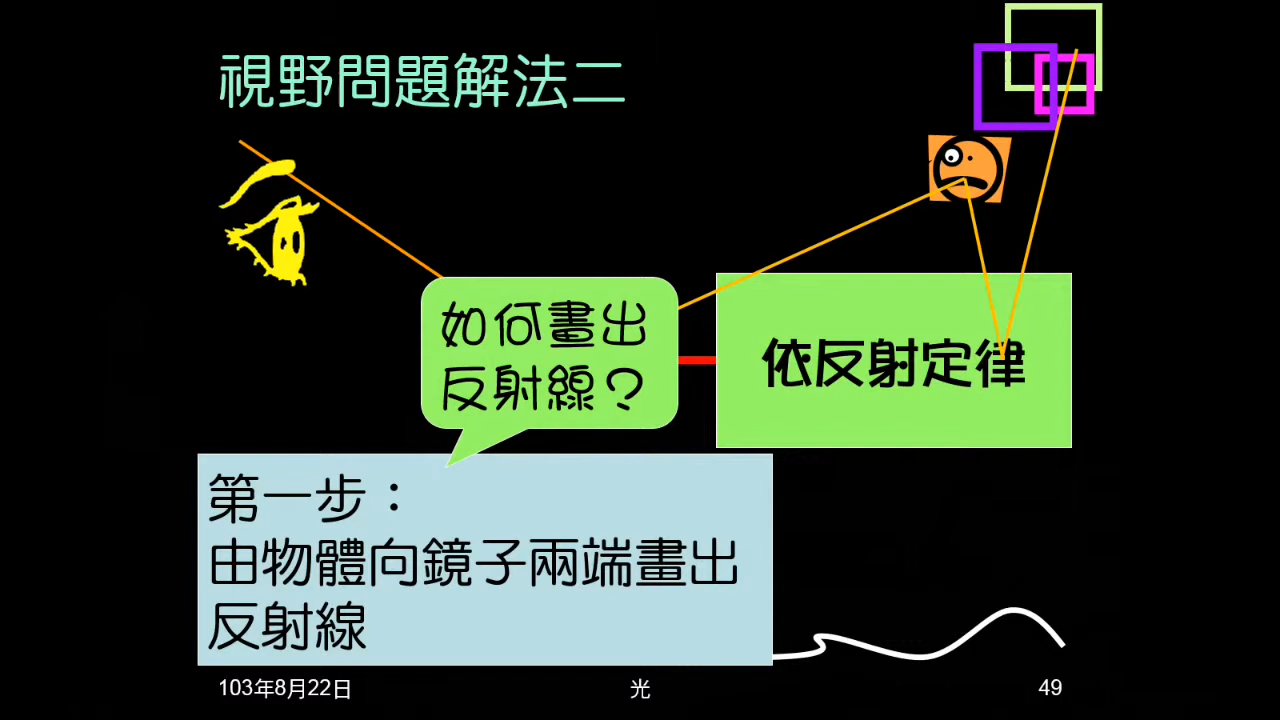 視野問題解法二
如何畫出
反射線？
依反射定律
第一步：
由物體向鏡子兩端畫出
反射線
103年8月22日
光
49